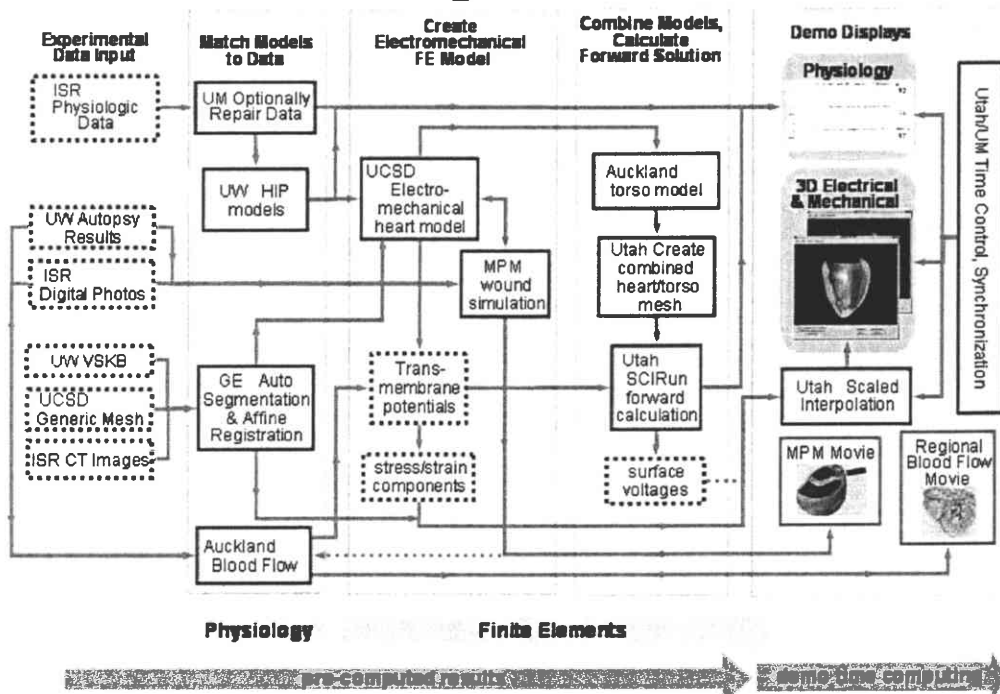 Experimental
Data Input
Match Models
to Data
Create
Electromechanical
FE Model
Combine Models,
Calculate
Forward Solution
Demo Displays
ISR
Physiologic
Data
UM Optionally
Repair Data
UW HIP
models
UCSD
Electro-
mechanical
heart model
Auckland
torso model
Physiology
3D Electrical
& Mechanical
Utah/UM Time Control, Synchronization
UW Autopsy
Results
ISR
Digital Photos
MPM
wound
simulation
Utah Create
combined
heart/torso
mesh
UW VSKB
UCSD
Generic Mesh
ISR CT Images
GE Auto
Segmentation
& Affine
Registration
Trans-
membrane
potentials
Utah
SCIRun
forward
calculation
Utah Scaled
Interpolation
stress/strain
components
surface
voltages
MPM Movie
Regional
Blood Flow
Movie
Auckland
Blood Flow
Physiology
Finite Elements
pre-computed results
demo time computing